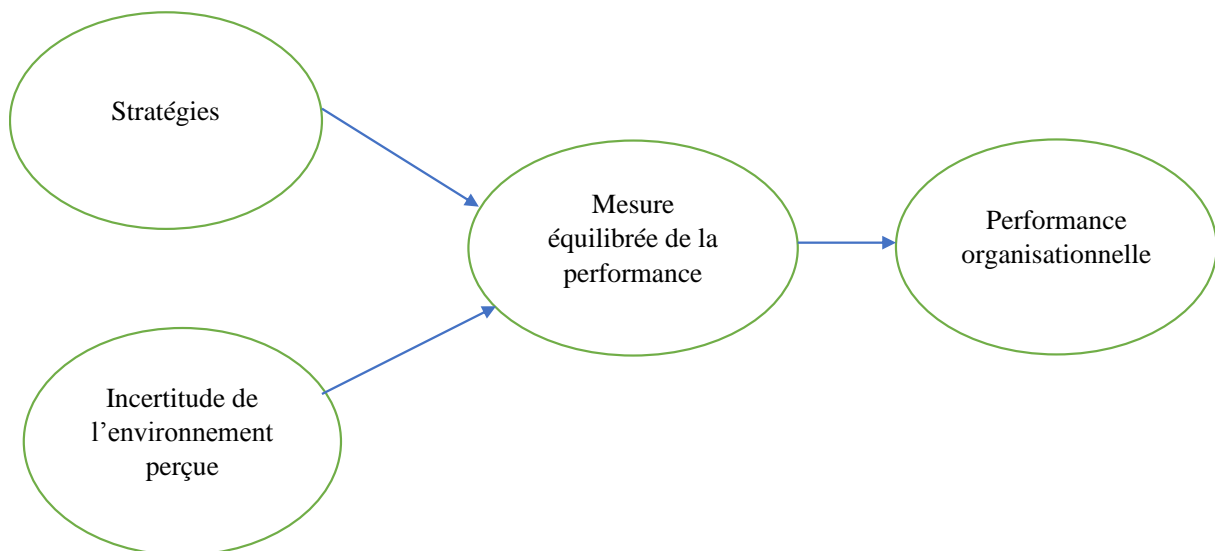 Stratégies
Mesure
équilibrée de la
performance
Performance
organisationnelle
Incertitude de
l’environnement
perçue